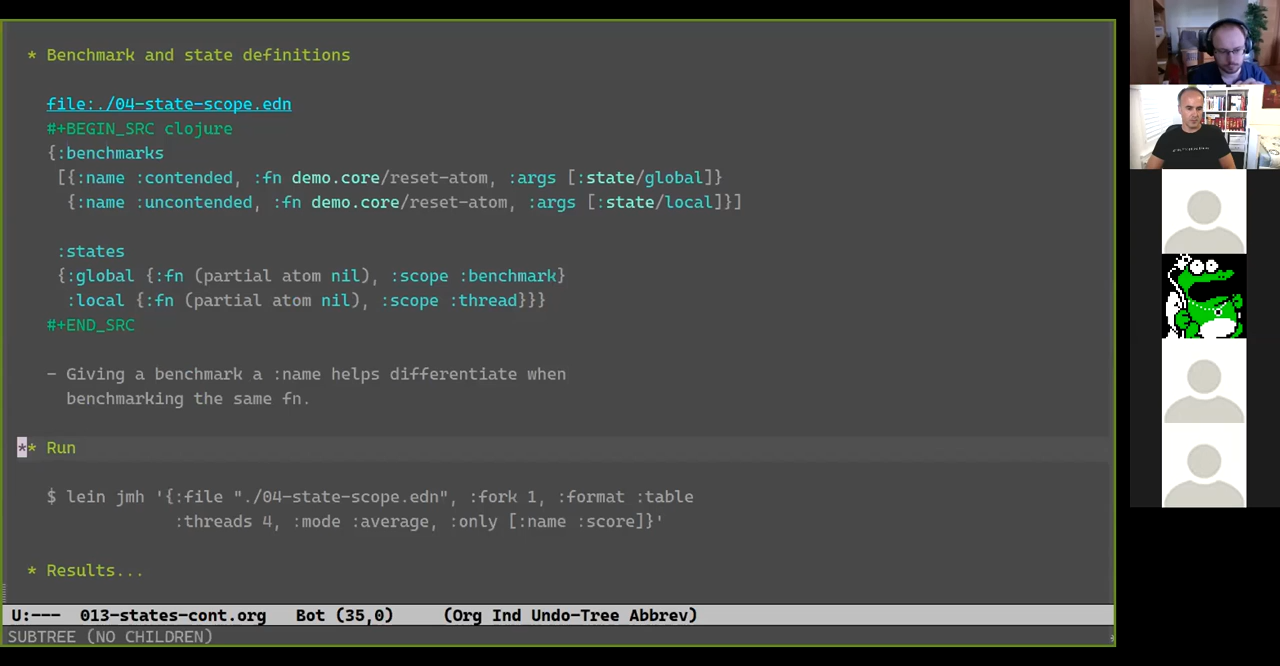 * Benchmark and state definitions
file:./04-state-scope.edn
#+BEGIN_SRC clojure
{:benchmarks
[{:name :contended, :fn demo.core/reset-atom, :args [:state/global]}
{:name :uncontended, :fn demo.core/reset-atom, :args [:state/local]}]
:states
{:global {:fn (partial atom nil), :scope :benchmark}
:local {:fn (partial atom nil), :scope :thread}}}
#+END_SRC
- Giving a benchmark a :name helps differentiate when
benchmarking the same fn.
** Run
$ lein jmh '{:file "./04-state-scope.edn", :fork 1, :format :table
:threads 4, :mode :average, :only [:name :score]}'
* Results...
U:--- 013-states-cont.org Bot (35,0) (Org Ind Undo-Tree Abbrev)
SUBTREE (NO CHILDREN)